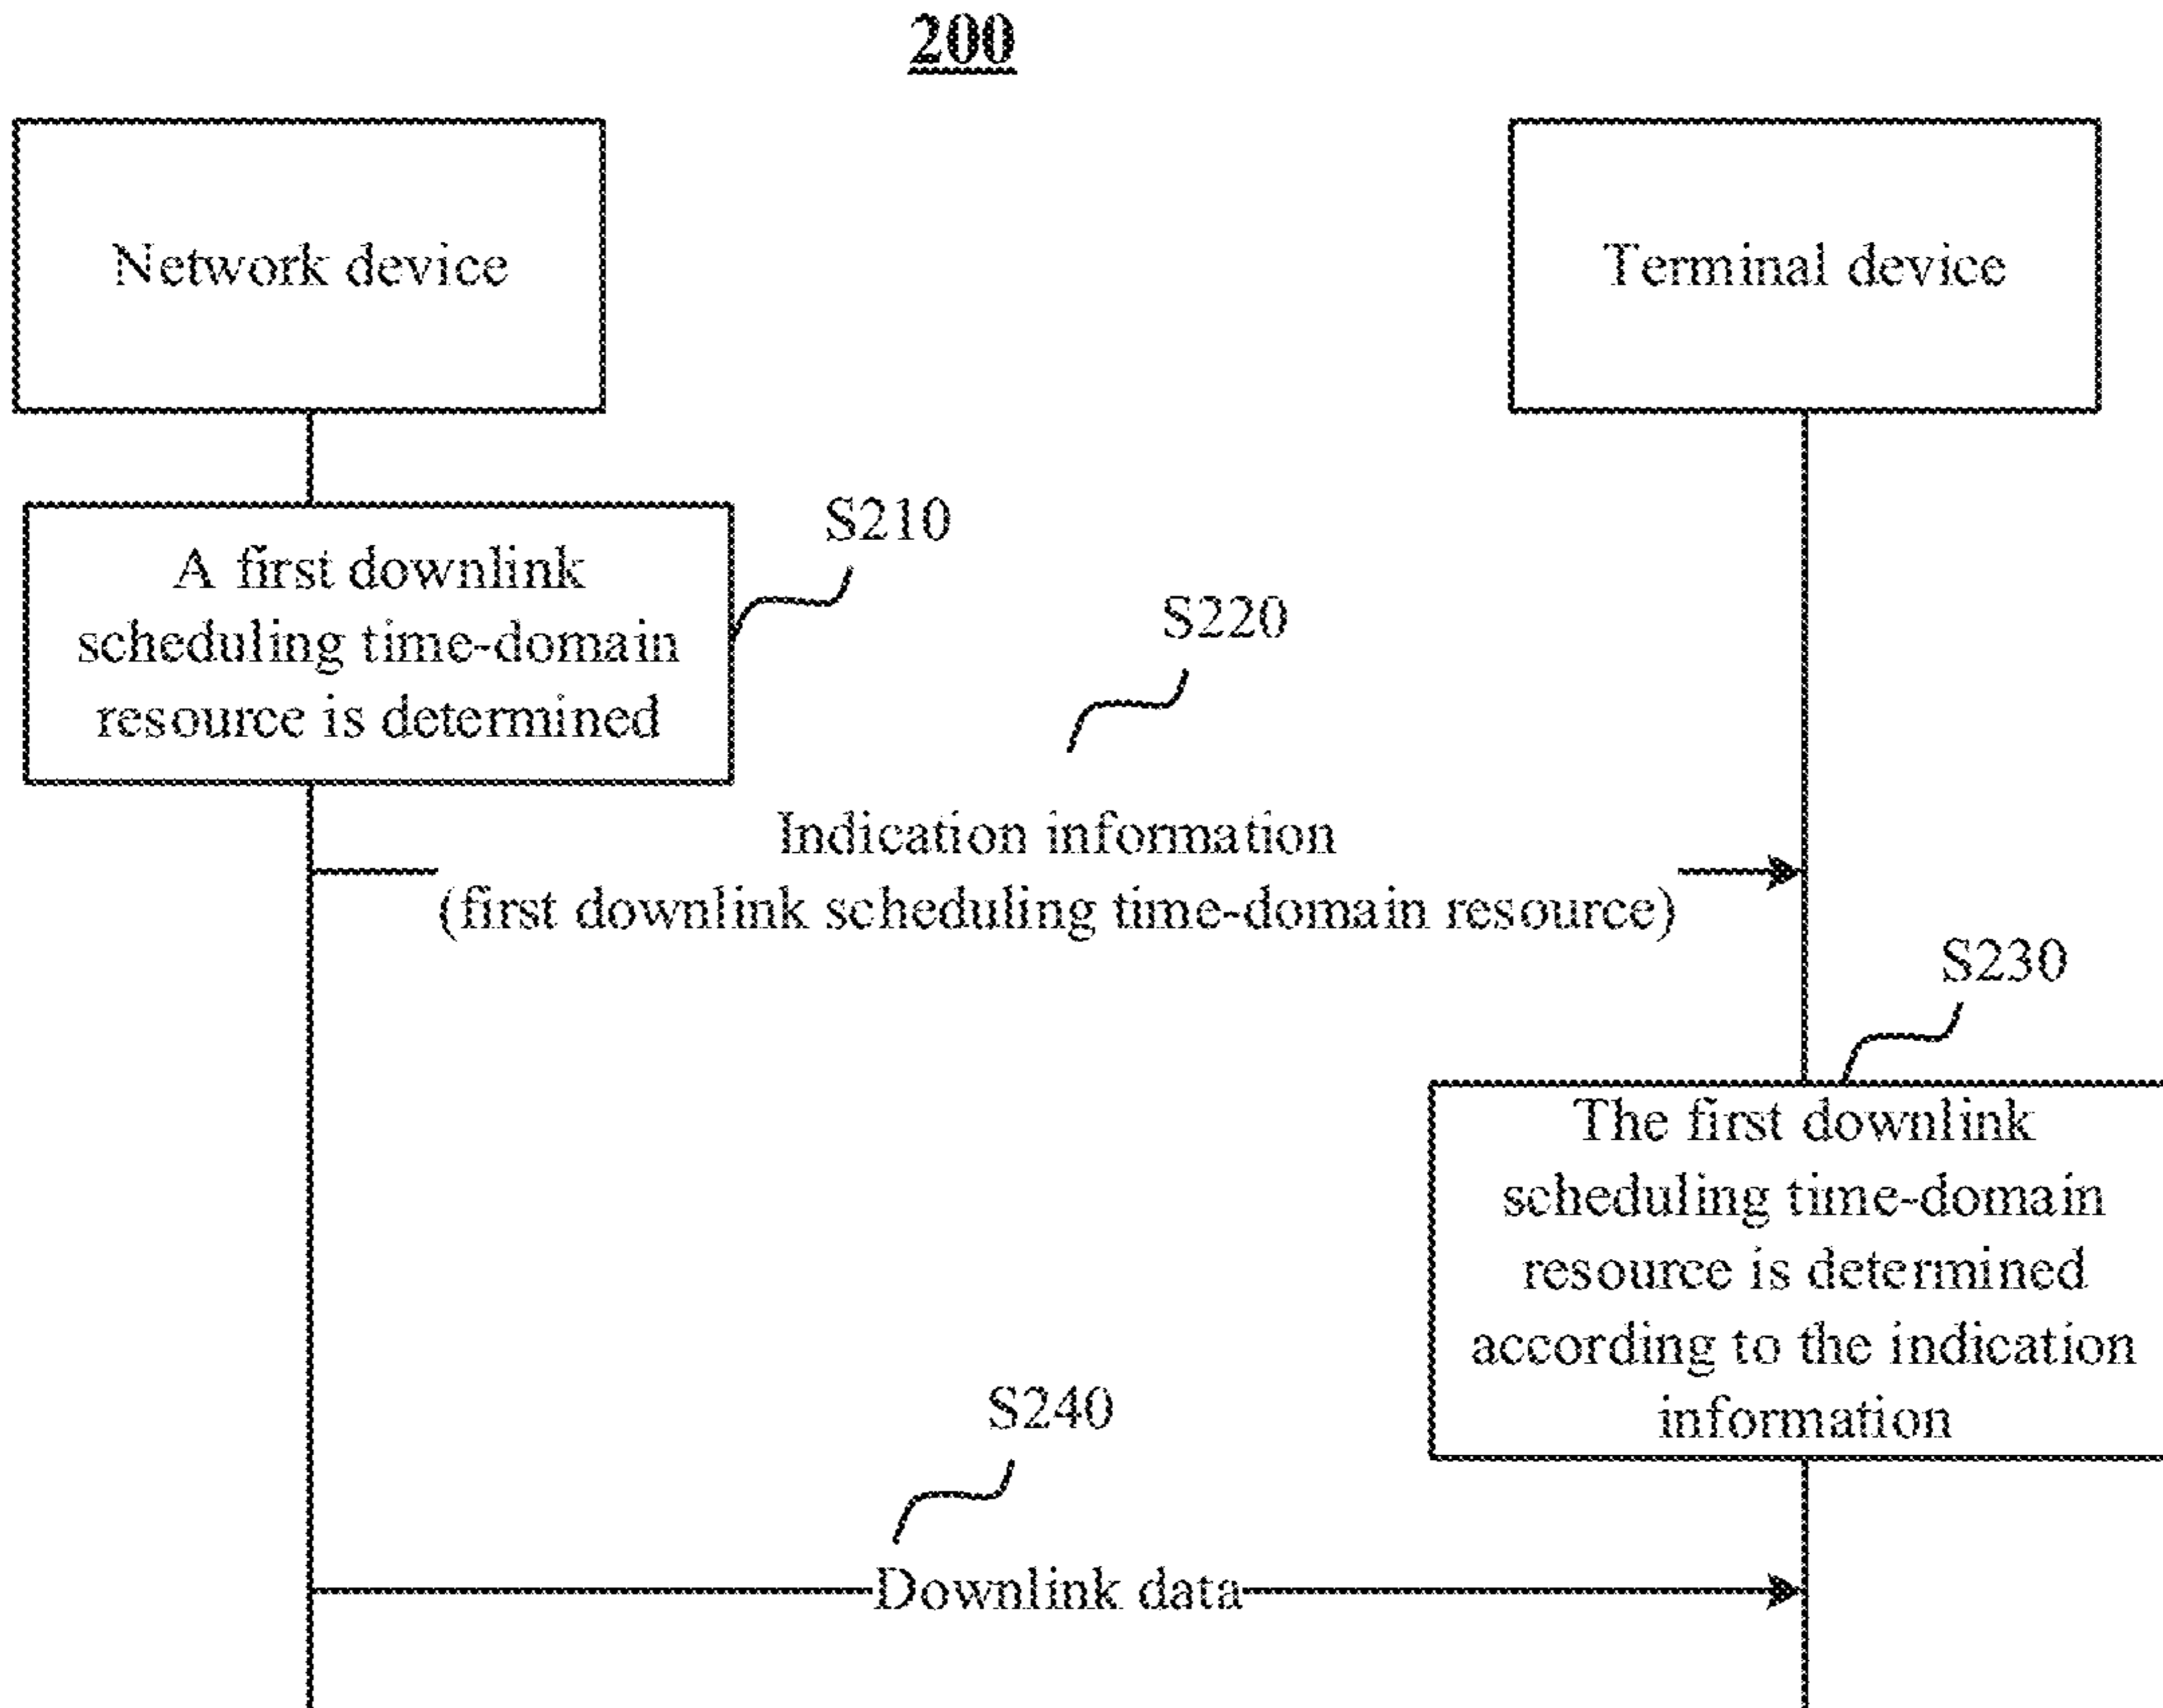 200
Network device
Terminal device
A first downlink
scheduling time-domain
resource is determined
S210
S220
Indication information
(first downlink scheduling time-domain resource)
S230
The first downlink
scheduling time-domain
resource is determined
according to the indication
information
S240
Downlink data